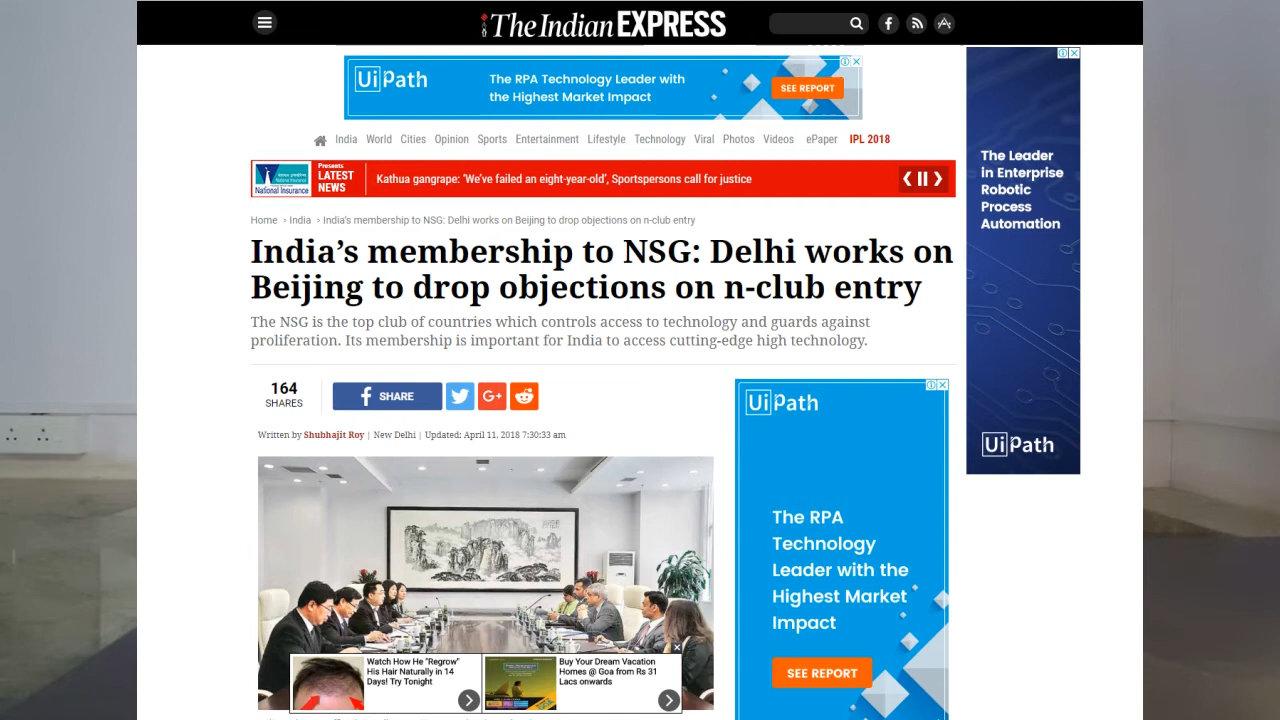 The Indian EXPRESS
UiPath
The RPA Technology Leader with
the Highest Market Impact
SEE REPORT
India World Cities Opinion Sports Entertainment Lifestyle Technology Viral Photos Videos ePaper IPL 2018
National Insurance
Presents
LATEST
NEWS
Kathua gangrape: 'We've failed an eight-year-old', Sportspersons call for justice
Home › India › India's membership to NSG: Delhi works on Beijing to drop objections on n-club entry
India's membership to NSG: Delhi works on
Beijing to drop objections on n-club entry
The NSG is the top club of countries which controls access to technology and guards against
proliferation. Its membership is important for India to access cutting-edge high technology.
164
SHARES
f SHARE
G+
Written by Shubhajit Roy | New Delhi | Updated: April 11, 2018 7:30:33 am
Watch How He "Regrow"
His Hair Naturally in 14
Days! Try Tonight
Buy Your Dream Vacation
Homes @ Goa from Rs 31
Lacs onwards
UiPath
The RPA
Technology
Leader with the
Highest Market
Impact
SEE REPORT
The Leader
in Enterprise
Robotic
Process
Automation
UiPath